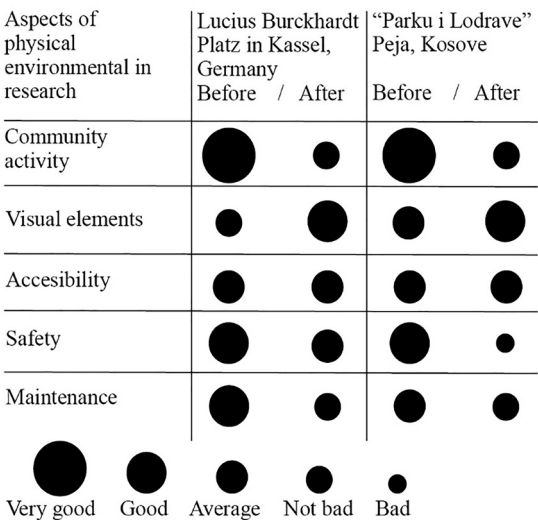 Aspects of
physical
environmental in
research
Lucius Burckhardt
Platz in Kassel,
Germany
Before / After
“Parku i Lodrave”
Peja, Kosove
Before / After
Community
activity
Visual elements
Accesibility
Safety
Maintenance
Very good Good Average Not bad Bad